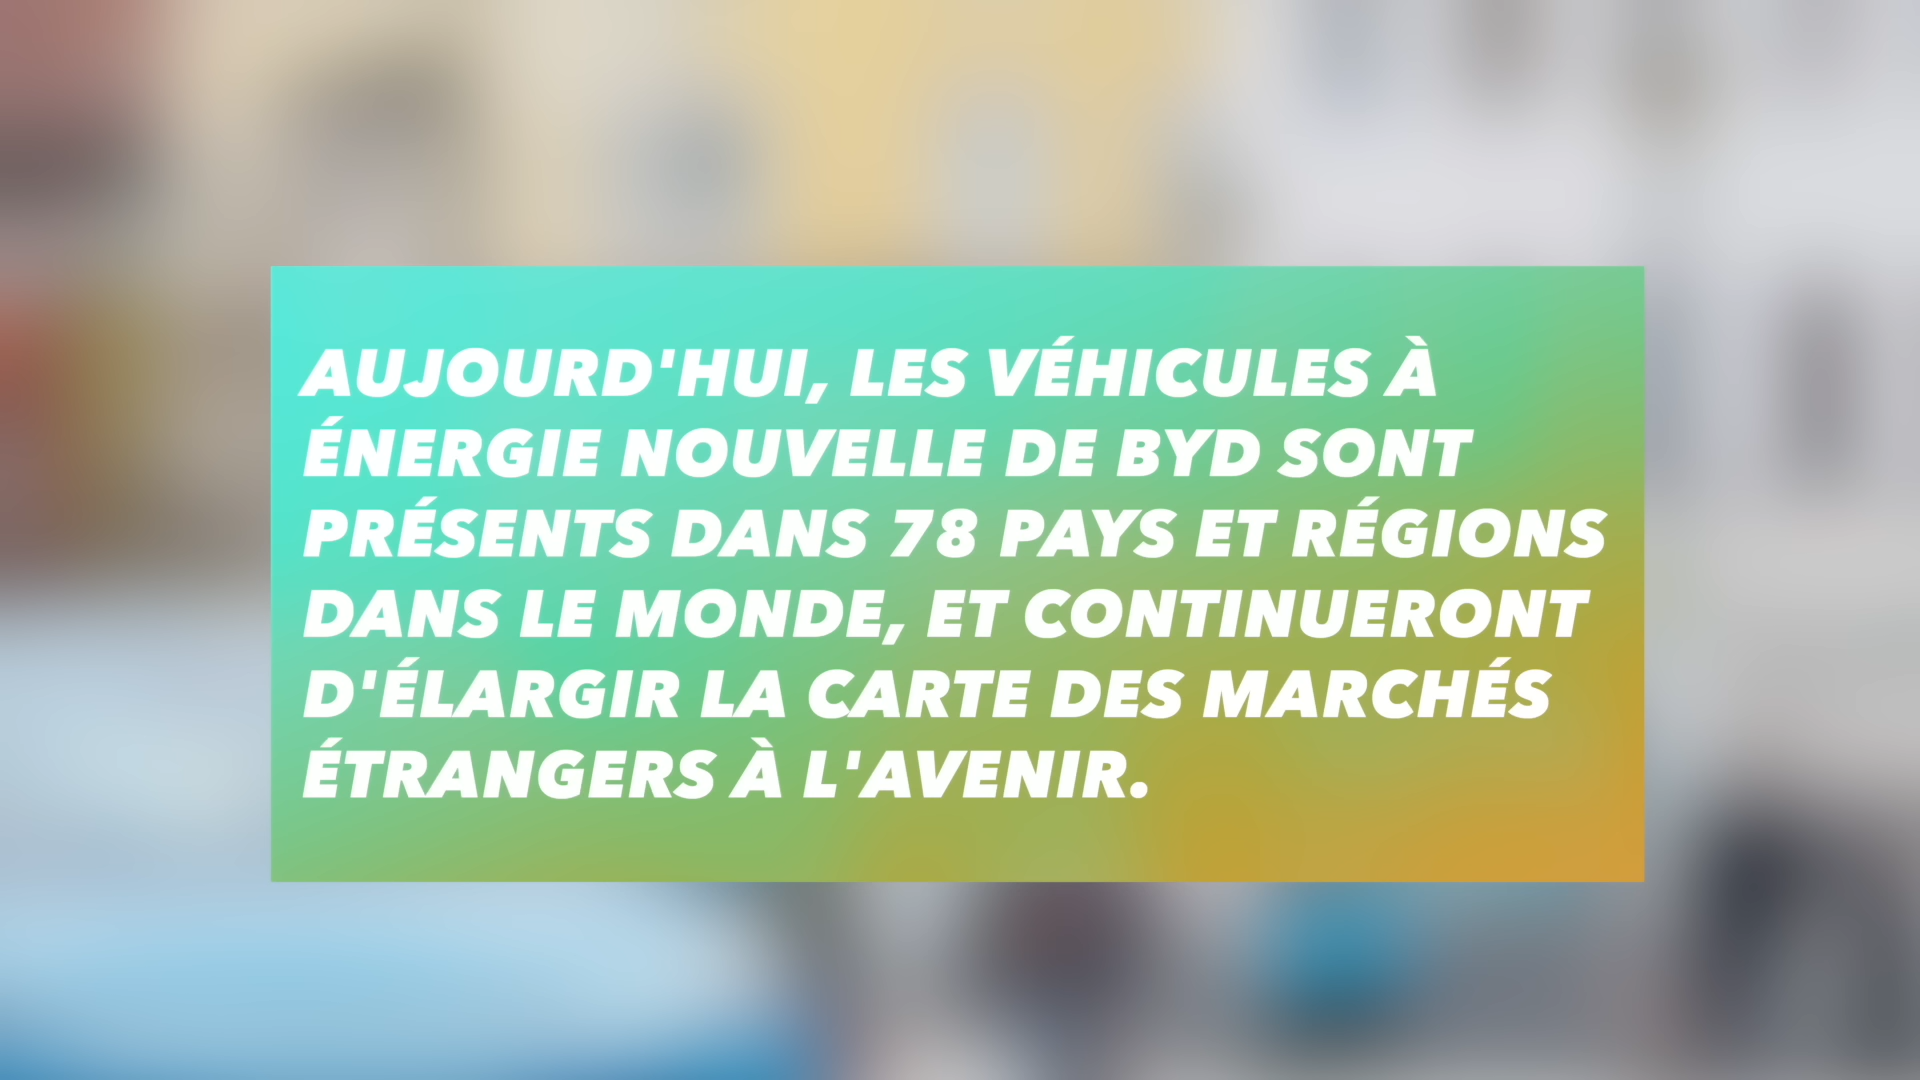 AUJOURD'HUI, LES VÉHICULES À
ÉNERGIE NOUVELLE DE BYD SONT
PRÉSENTS DANS 78 PAYS ET RÉGIONS
DANS LE MONDE, ET CONTINUERONT
D'ÉLARGIR LA CARTE DES MARCHÉS
ÉTRANGERS À L'AVENIR.